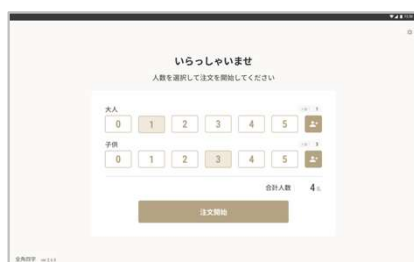 いらっしゃいませ
人数を選択して注文を開始してください
大人
0 1 2 3 4 5
子供
0 1 2 3 4 5
合計人数 4
注文開始